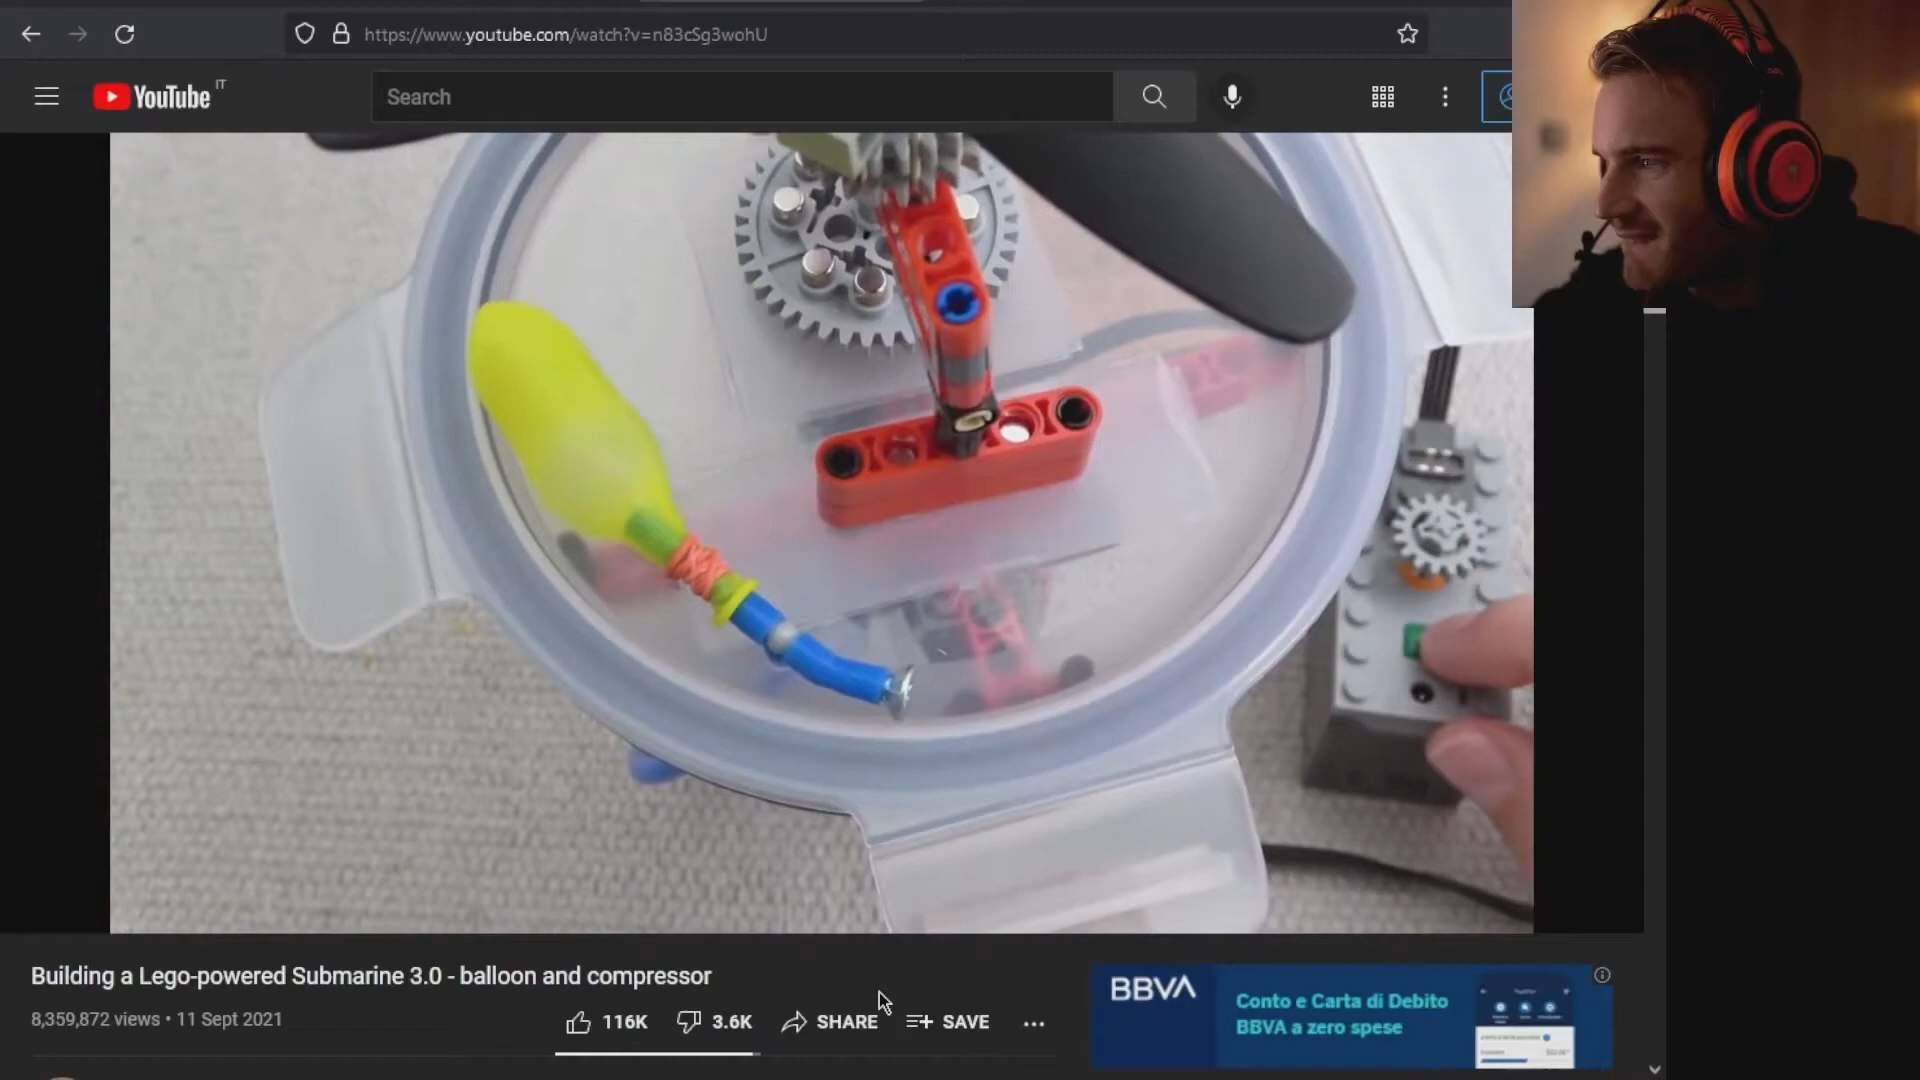 https://www.youtube.com/watch?v=n83cSg3wohU
YouTube IT
Search
Building a Lego-powered Submarine 3.0 - balloon and compressor
8,359,872 views • 11 Sept 2021
116K
3.6K
SHARE
SAVE
BBVA
Conto e Carta di Debito
BBVA a zero spese